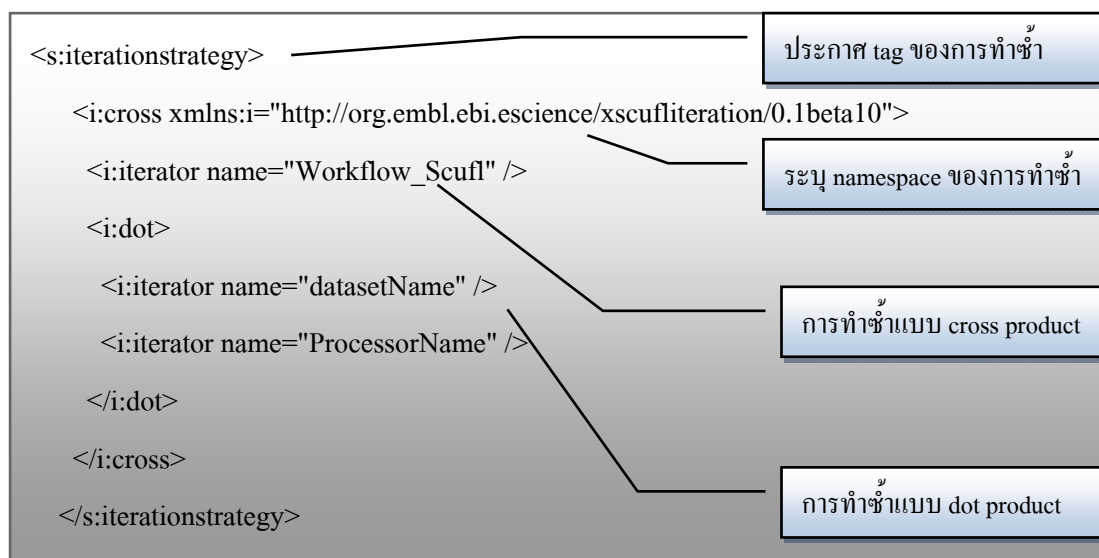 <s:iterationstrategy>
ประกาศ tag ของการทำซ้ำ
<i:cross xmlns:i="http://org.embl.ebi.escience/xscufliteration/0.1beta10">
<i:iterator name="Workflow_Scufl" />
ระบุ namespace ของการทำซ้ำ
<i:dot>
<i:iterator name="datasetName" />
การทำซ้ำแบบ cross product
<i:iterator name="ProcessorName" />
</i:dot>
</i:cross>
การทำซ้ำแบบ dot product
</s:iterationstrategy>